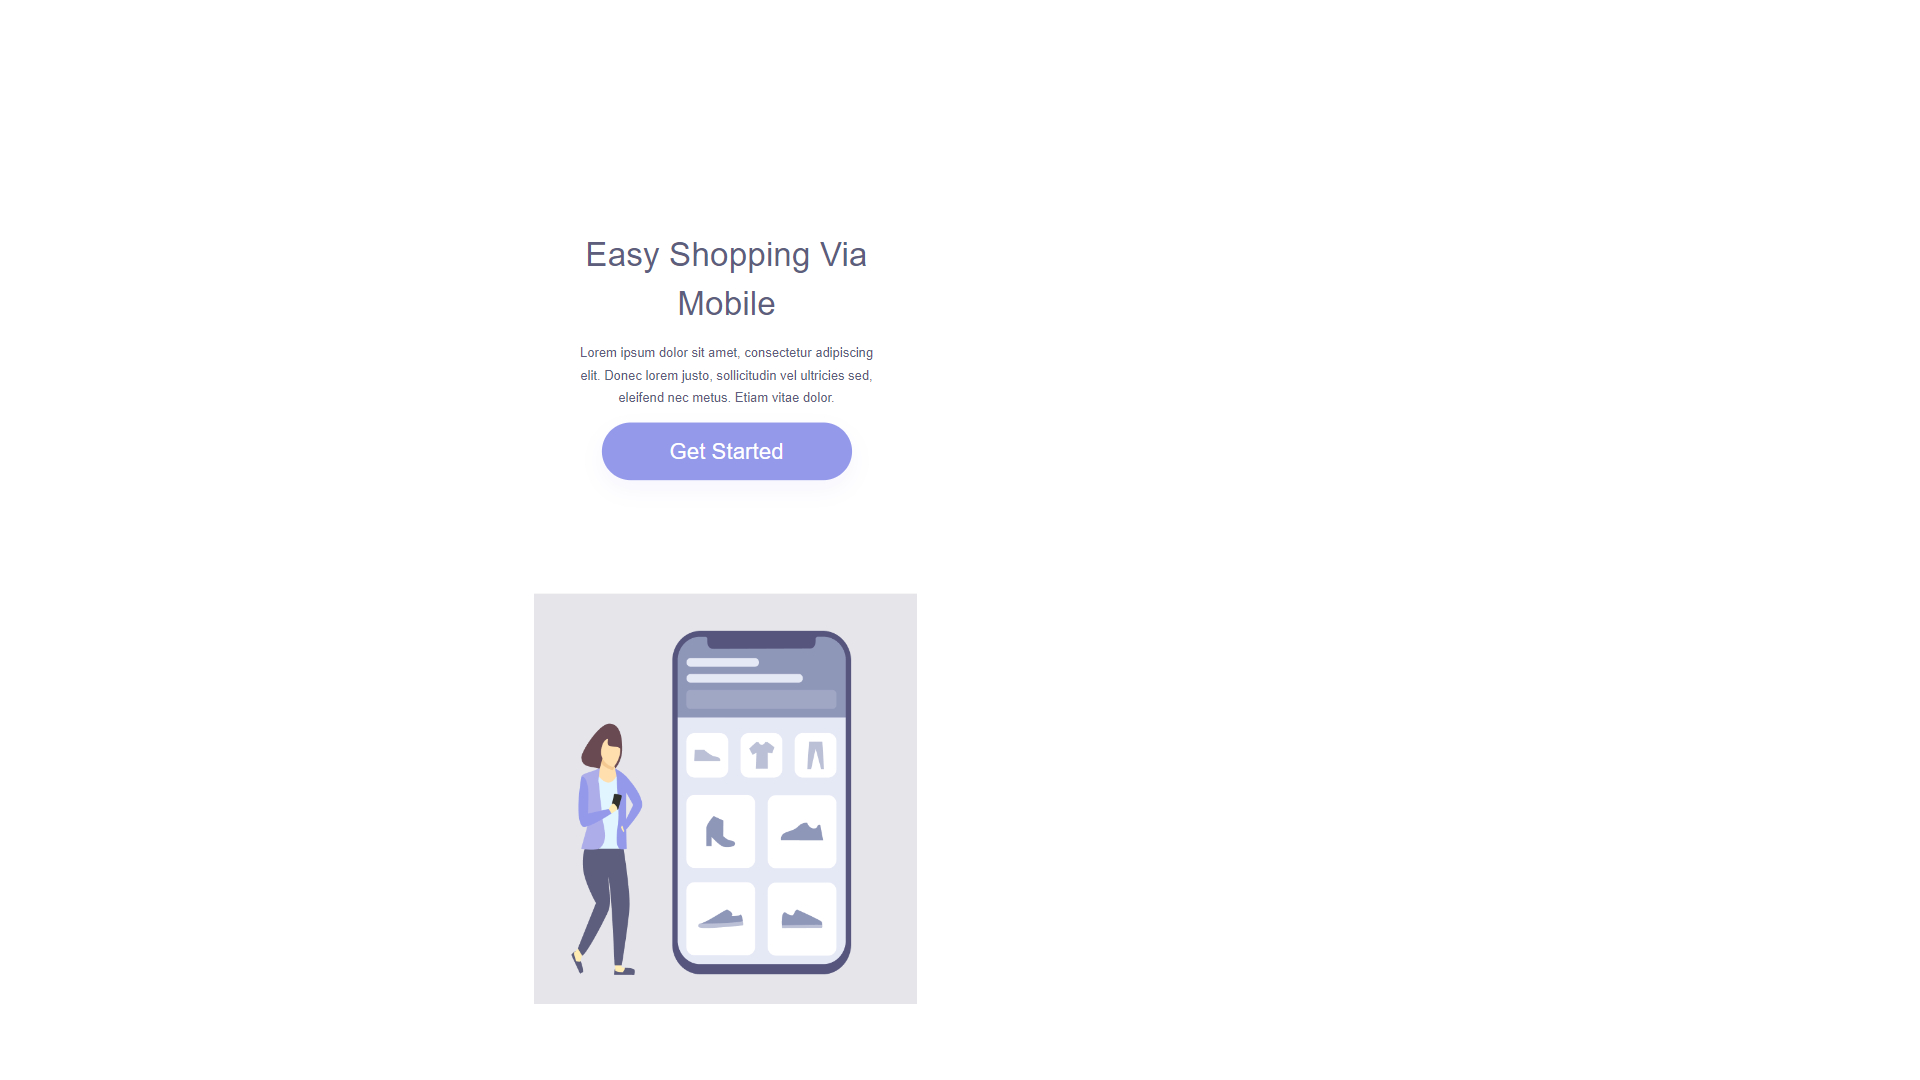 Easy Shopping Via
Mobile
Lorem ipsum dolor sit amet, consectetur adipiscing
elit. Donec lorem justo, sollicitudin vel ultricies sed,
eleifend nec metus. Etiam vitae dolor.
Get Started